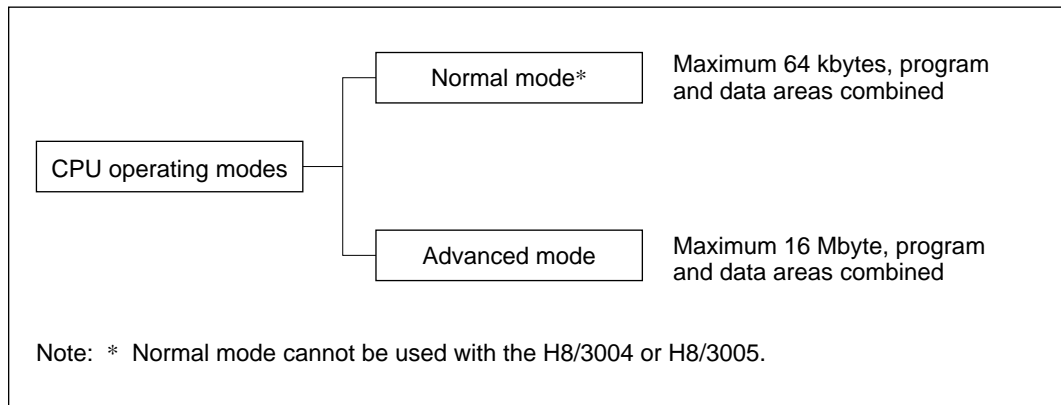 Normal mode*
Maximum 64 kbytes, program
and data areas combined
CPU operating modes
Advanced mode
Maximum 16 Mbyte, program
and data areas combined
Note: * Normal mode cannot be used with the H8/3004 or H8/3005.